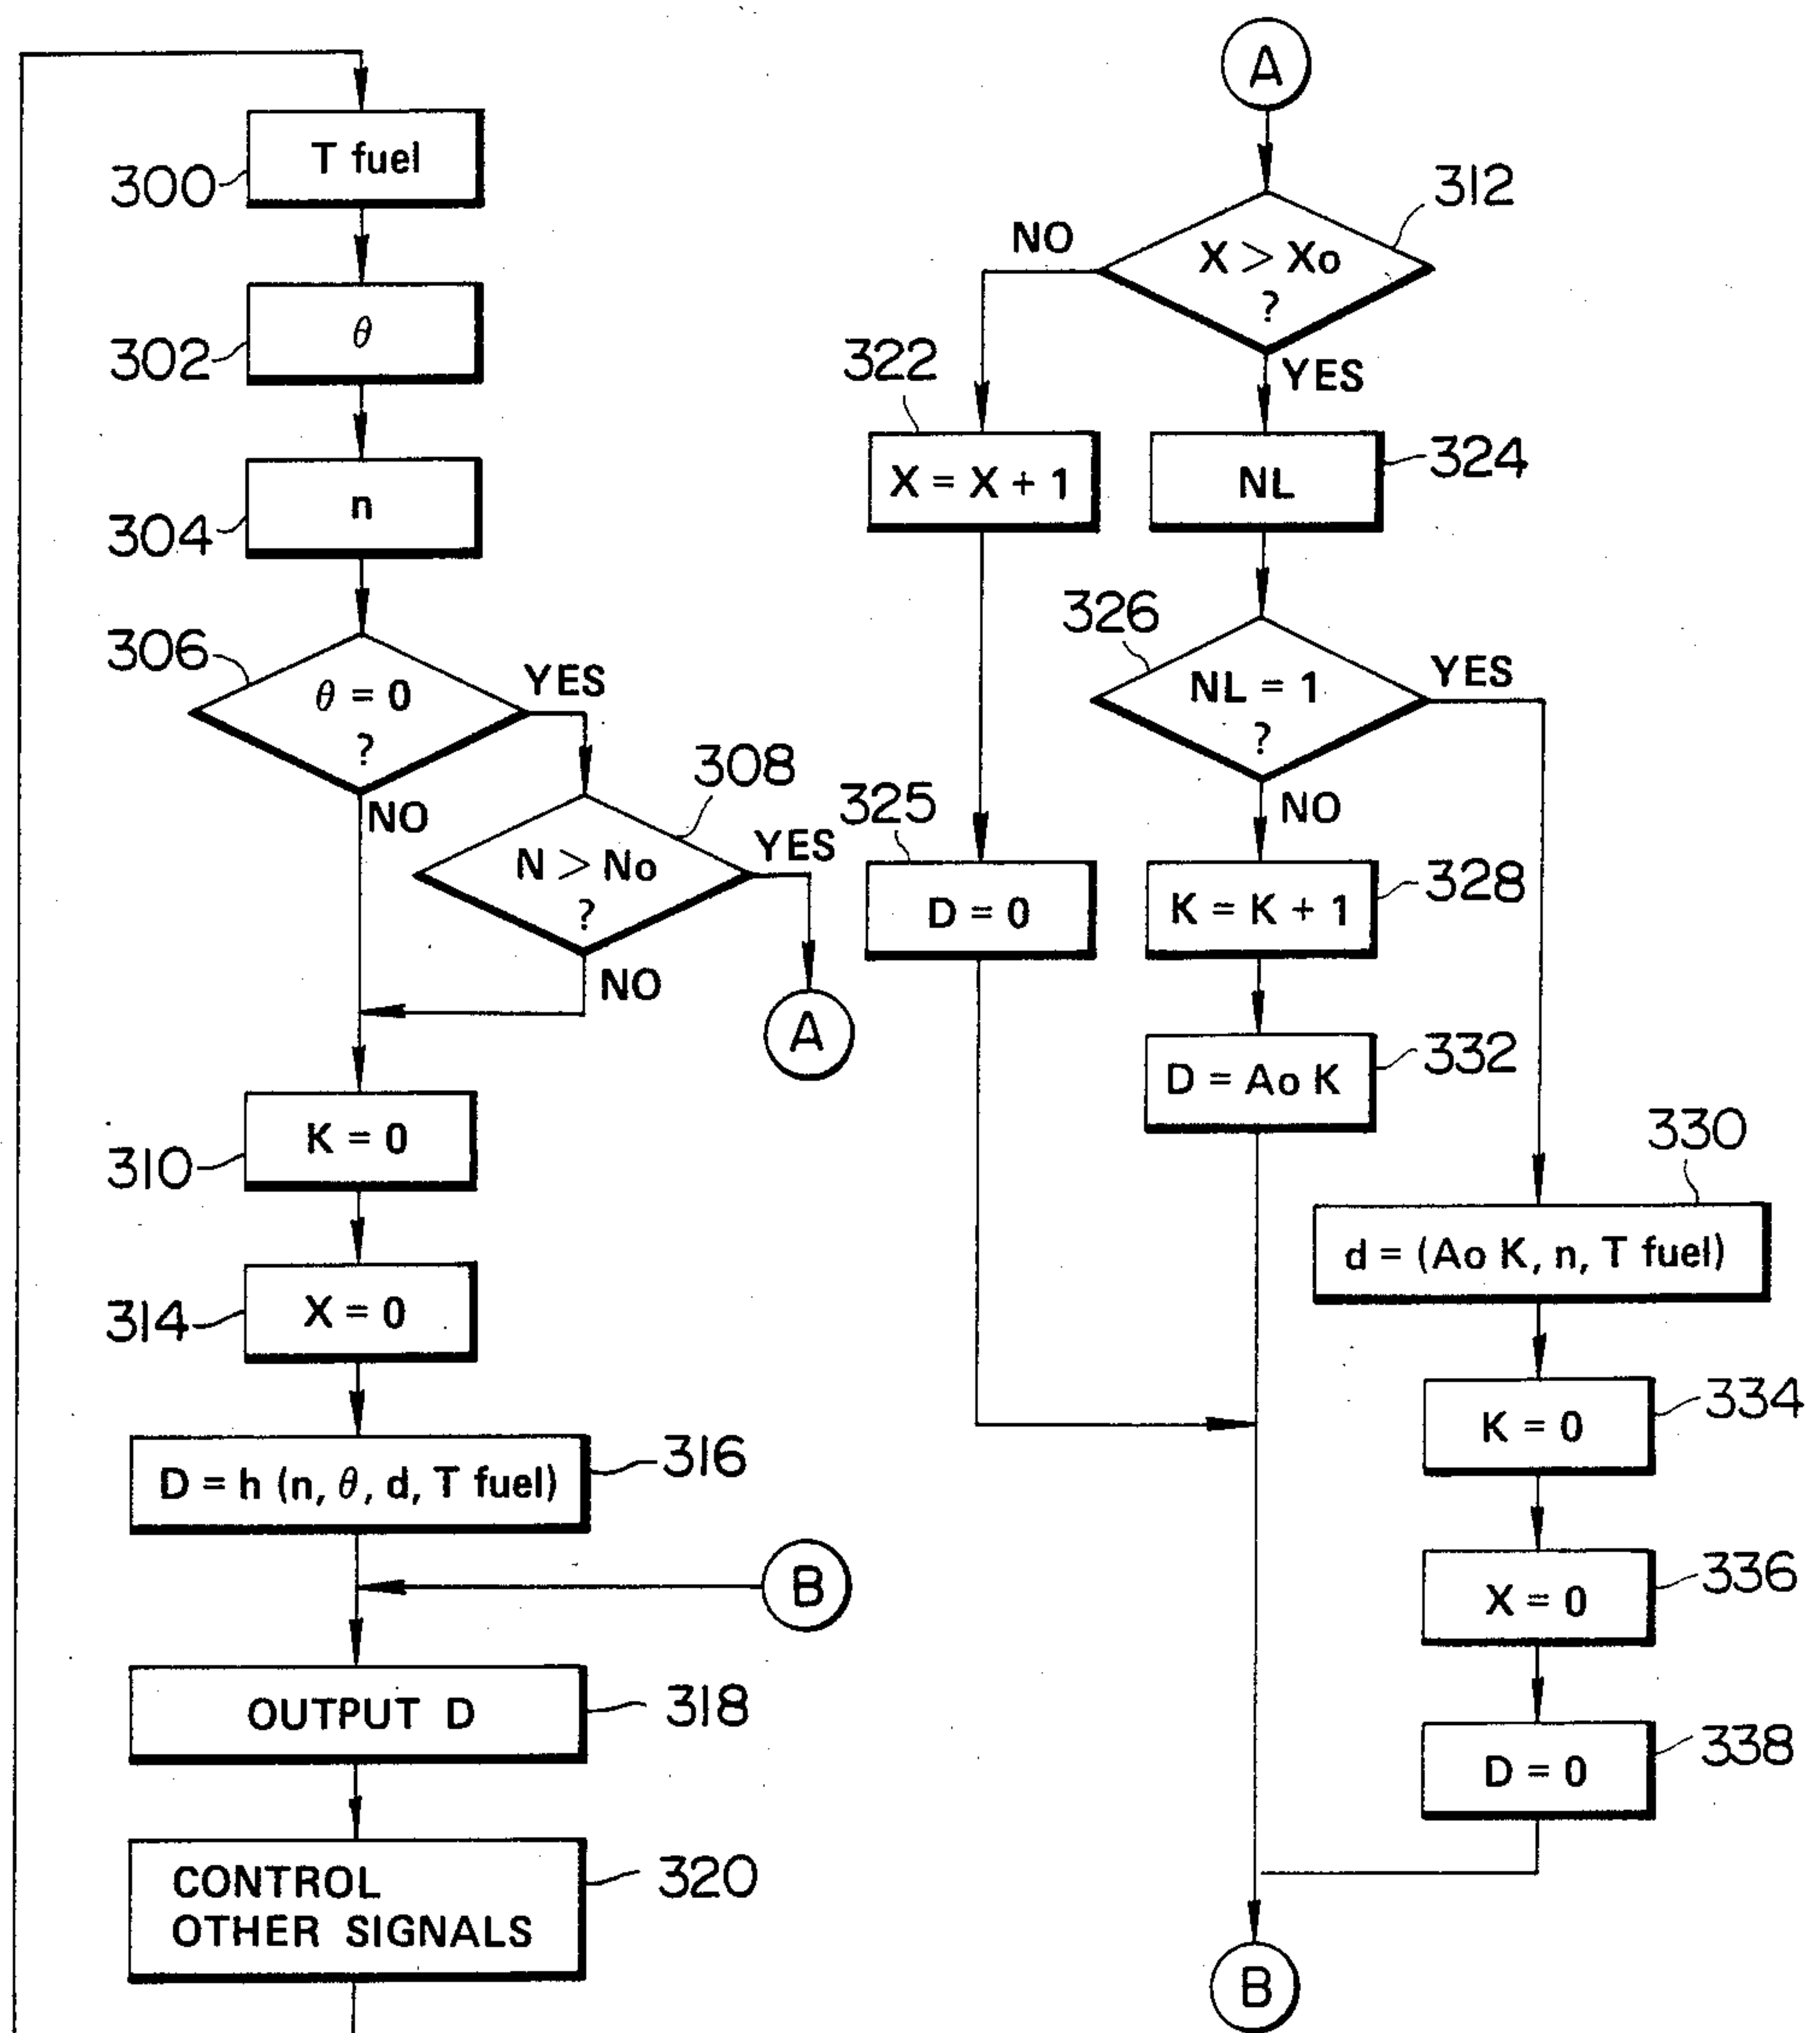 T fuel
300
θ
302
n
304
306
θ = 0
?
YES
NO
308
N > No
?
YES
NO
A
K = 0
310
X = 0
314
D = h (n, θ, d, T fuel)
316
B
OUTPUT D
318
CONTROL
OTHER SIGNALS
320
A
312
X > Xo
?
NO
YES
322
X = X + 1
NL
324
326
NL = 1
?
YES
NO
325
D = 0
K = K + 1
328
D = Ao K
332
330
d = (Ao K, n, T fuel)
K = 0
334
X = 0
336
D = 0
338
B